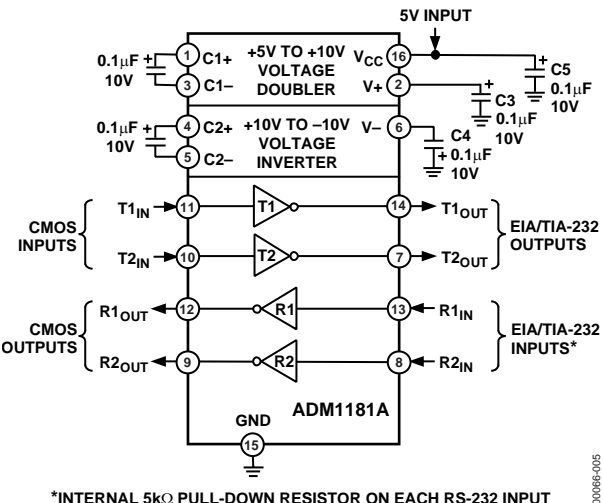 5V INPUT
0.1μF
10V
+
1
C1+
3
C1–
+5V TO +10V
VOLTAGE
DOUBLER
VCC
16
V+
2
+
C5
0.1μF
10V
+
C3
0.1μF
10V
0.1μF
10V
+
4
C2+
5
C2–
+10V TO –10V
VOLTAGE
INVERTER
V–
6
C4
+
0.1μF
10V
CMOS
INPUTS
T1IN
11
T1
14
T1OUT
T2IN
10
T2
7
T2OUT
EIA/TIA-232
OUTPUTS
CMOS
OUTPUTS
R1OUT
12
R1
13
R1IN
R2OUT
9
R2
8
R2IN
EIA/TIA-232
INPUTS*
ADM1181A
GND
15
*INTERNAL 5kΩ PULL-DOWN RESISTOR ON EACH RS-232 INPUT
00066-005